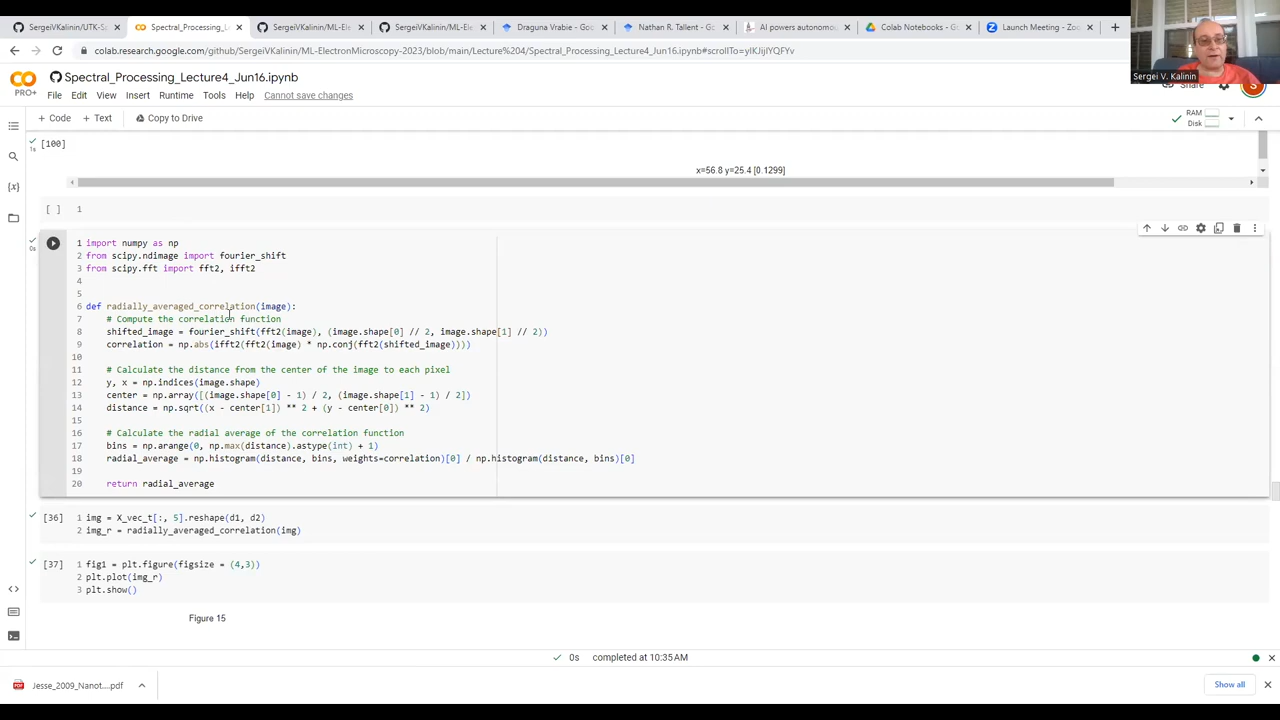 SergeiVKalinin/UTK-S
Spectral_Processing_Le
SergeiVKalinin/ML-Ele
SergeiVKalinin/ML-Ele
Draguna Vrabie - Goo
Nathan R. Tallent - G
AI powers autonomo
Colab Notebooks - G
Launch Meeting - Zoo
colab.research.google.com/github/SergeiVKalinin/ML-ElectronMicroscopy-2023/blob/main/Lecture%204/Spectral_Processing_Lecture4_Jun16.ipynb#scrollTo=yIKJijIYQFYv
Sergei V. Kalinin
PRO+
Spectral_Processing_Lecture4_Jun16.ipynb
Share
S
File Edit View Insert Runtime Tools Help Cannot save changes
+ Code + Text Copy to Drive
RAM
Disk
[100]
1s
x=56.8 y=25.4 [0.1299]
[ ] 1
0s
1 import numpy as np
2 from scipy.ndimage import fourier_shift
3 from scipy.fft import fft2, ifft2
4
5
6 def radially_averaged_correlation(image):
7 # Compute the correlation function
8 shifted_image = fourier_shift(fft2(image), (image.shape[0] // 2, image.shape[1] // 2))
9 correlation = np.abs(ifft2(fft2(image) * np.conj(fft2(shifted_image))))
10
11 # Calculate the distance from the center of the image to each pixel
12 y, x = np.indices(image.shape)
13 center = np.array([(image.shape[0] - 1) / 2, (image.shape[1] - 1) / 2])
14 distance = np.sqrt((x - center[1]) ** 2 + (y - center[0]) ** 2)
15
16 # Calculate the radial average of the correlation function
17 bins = np.arange(0, np.max(distance).astype(int) + 1)
18 radial_average = np.histogram(distance, bins, weights=correlation)[0] / np.histogram(distance, bins)[0]
19
20 return radial_average
[36] 1 img = X_vec_t[:, 5].reshape(d1, d2)
2 img_r = radially_averaged_correlation(img)
[37] 1 fig1 = plt.figure(figsize = (4,3))
2 plt.plot(img_r)
3 plt.show()
Figure 15
0s completed at 10:35 AM
Jesse_2009_Nanot....pdf
Show all